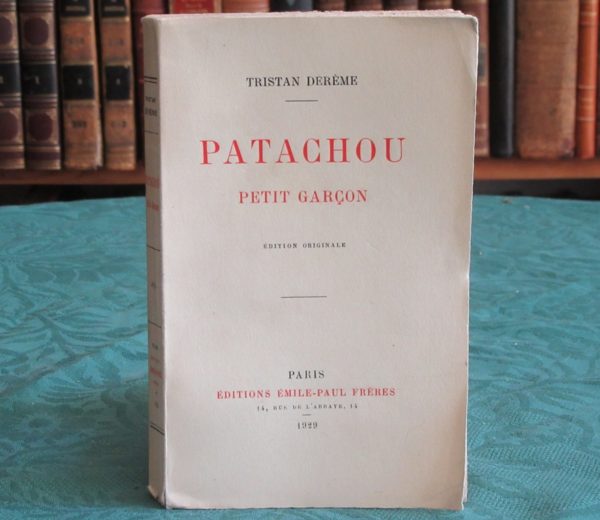 TRISTAN DERÈME
PATACHOU
PETIT GARÇON
ÉDITION ORIGINALE
PARIS
ÉDITIONS ÉMILE-PAUL FRÈRES
14, RUE DE L'ABBAYE, 14
1929